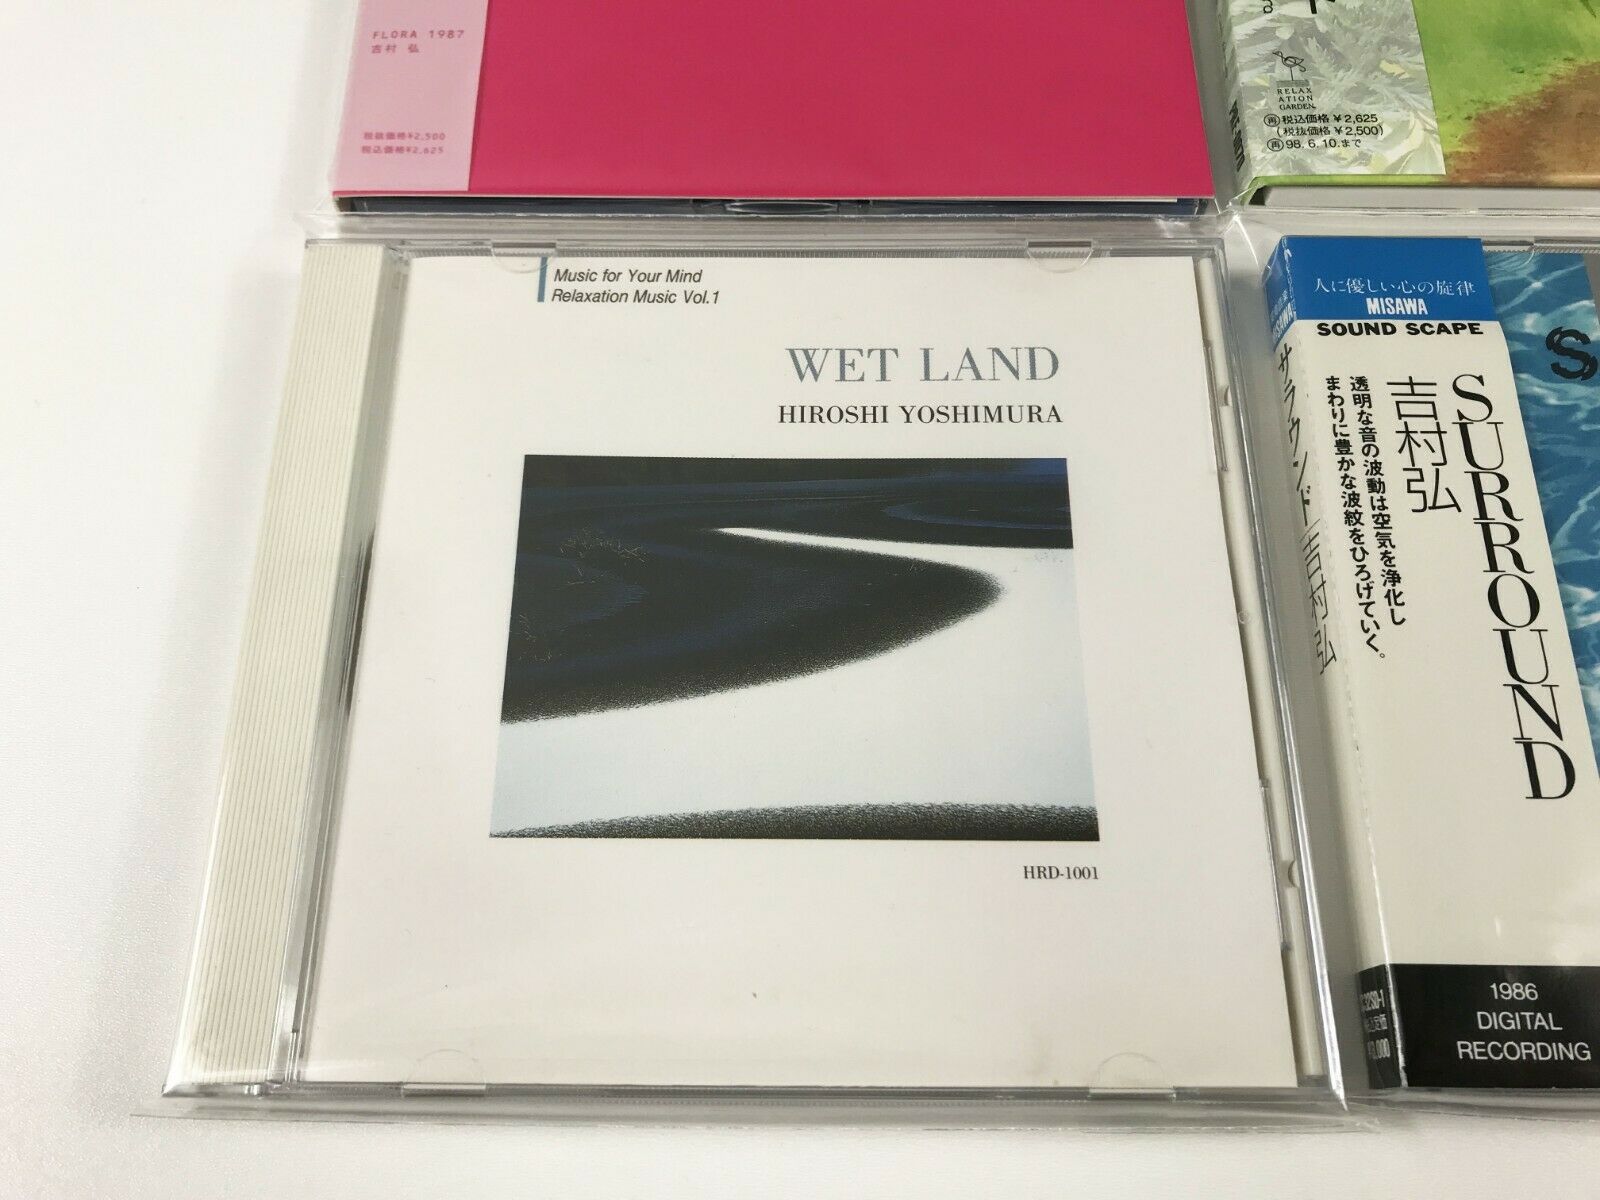 FLORA 1987
吉村 弘
税抜価格¥2,500
税込価格¥2,625
RELAX
ATION
GARDEN
再税込価格 ¥2,625
(税抜価格 ¥2,500)
再98.6.10.まで
Music for Your Mind
Relaxation Music Vol.1
WET LAND
HIROSHI YOSHIMURA
HRD-1001
人に優しい心の旋律
MISAWA
SOUND SCAPE
SURROUND
吉村弘
透明な音の波動は空気を浄化し
まわりに豊かな波紋をひろげていく。
MISAWA
サラウンド/吉村弘
1986
DIGITAL
RECORDING
S